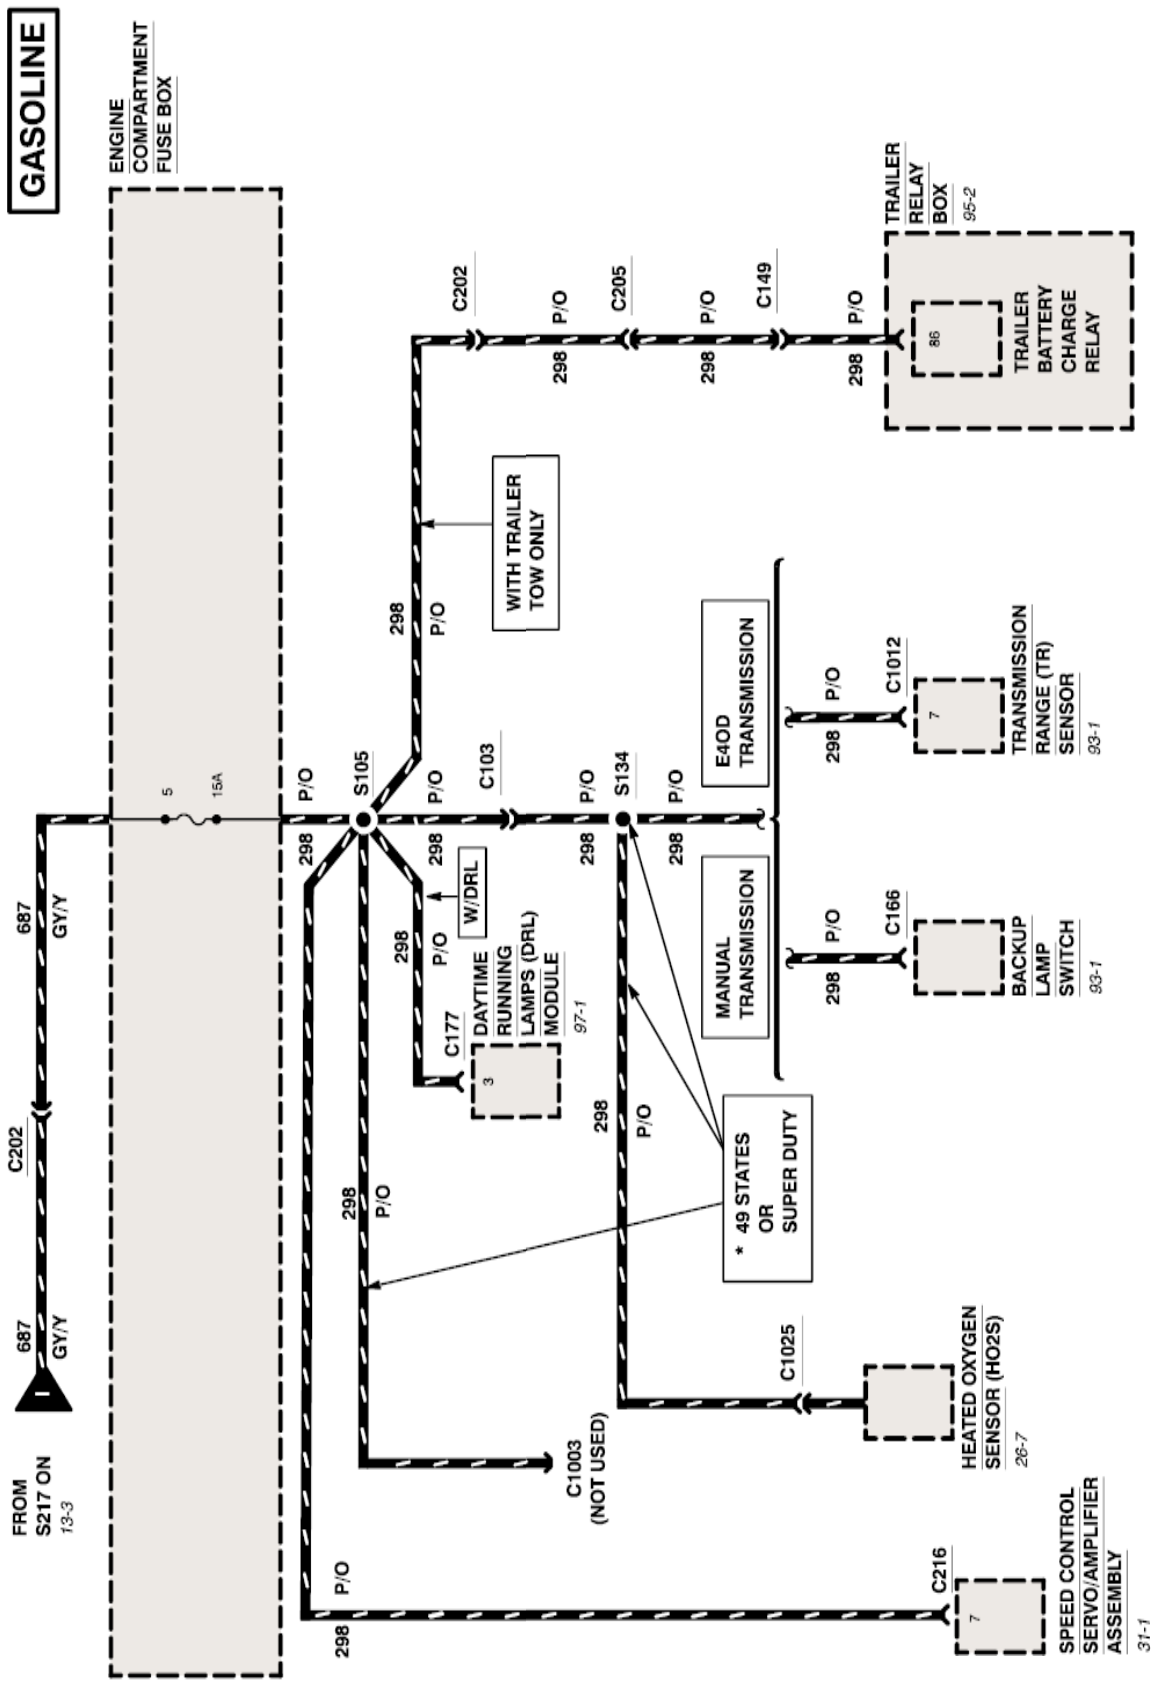 GASOLINE
FROM
S217 ON
13-3
I
687
GY/Y
C202
687
GY/Y
ENGINE
COMPARTMENT
FUSE BOX
5
15A
298
P/O
S105
298
P/O
298
P/O
298
P/O
W/DRL
298
P/O
C103
298
P/O
WITH TRAILER
TOW ONLY
C202
298
P/O
C205
298
P/O
C149
298
P/O
TRAILER
RELAY
BOX
95-2
86
TRAILER
BATTERY
CHARGE
RELAY
C177
3
DAYTIME
RUNNING
LAMPS (DRL)
MODULE
97-1
C1003
(NOT USED)
298
P/O
S134
298
P/O
298
P/O
* 49 STATES
OR
SUPER DUTY
MANUAL
TRANSMISSION
E4OD
TRANSMISSION
C1025
HEATED OXYGEN
SENSOR (HO2S)
26-7
298
P/O
C166
BACKUP
LAMP
SWITCH
93-1
298
P/O
C1012
7
TRANSMISSION
RANGE (TR)
SENSOR
93-1
C216
7
SPEED CONTROL
SERVO/AMPLIFIER
ASSEMBLY
31-1